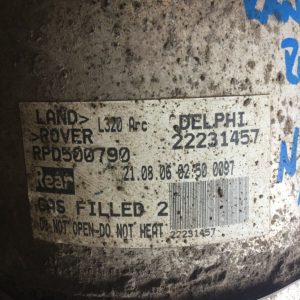 LAND> L320 Arc DELPHI
>ROVER 22231457
RPD500790
Rear 21.08.06 02:50 0097
GAS FILLED 2
DO NOT OPEN-DO NOT HEAT 22231457